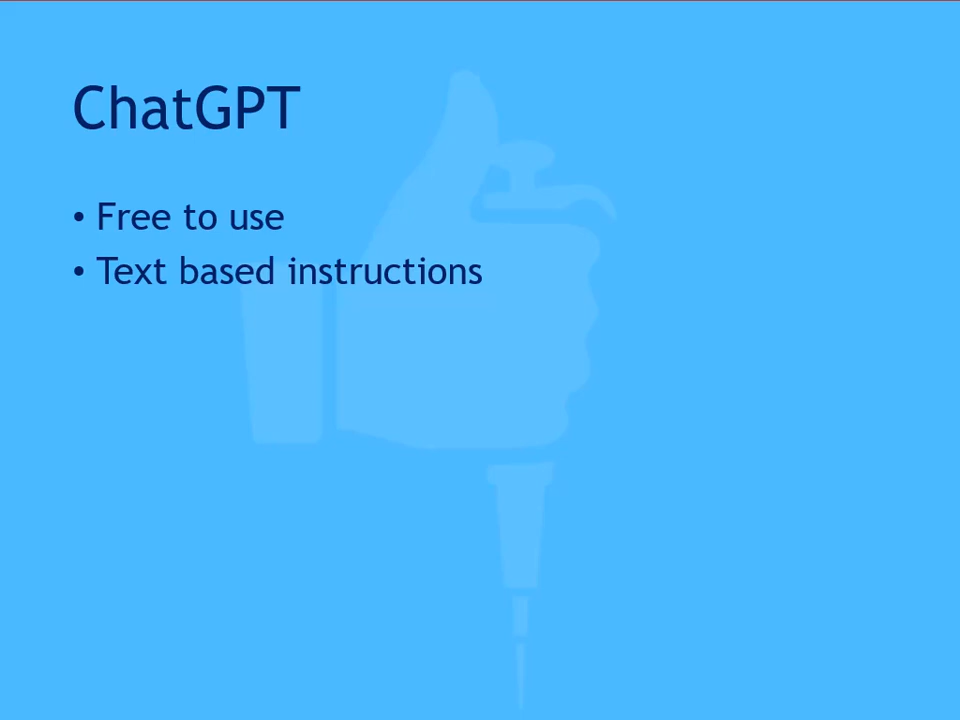 ChatGPT
• Free to use
• Text based instructions